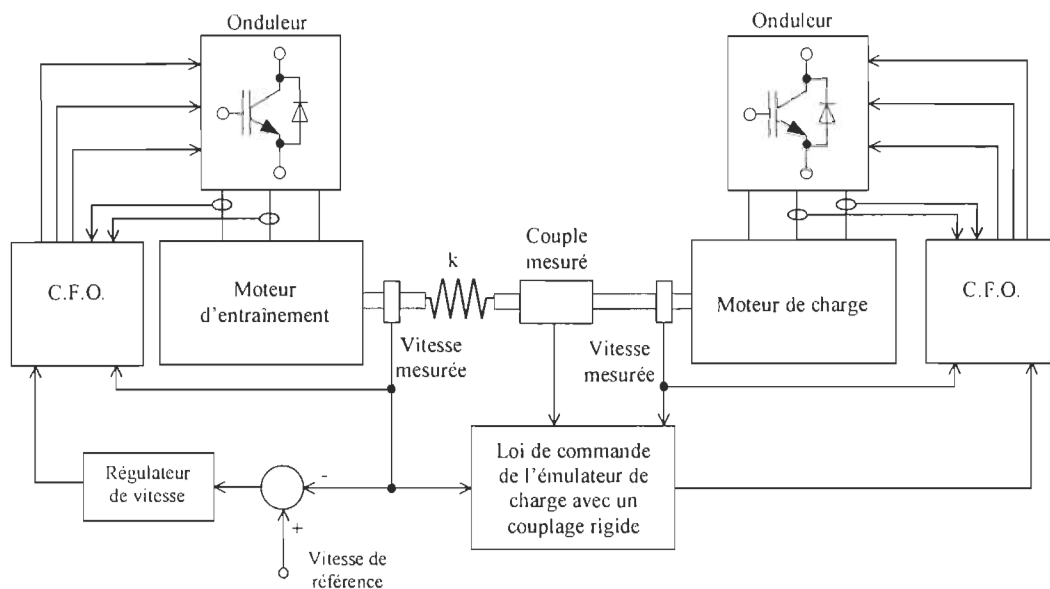 Onduleur
Onduleur
C.F.O.
Moteur
d'entraînement
k
Couple
mesuré
Moteur de charge
C.F.O.
Vitesse
mesurée
Vitesse
mesurée
Régulateur
de vitesse
-
+
Vitesse de
référence
Loi de commande
de l'émulateur de
charge avec un
couplage rigide